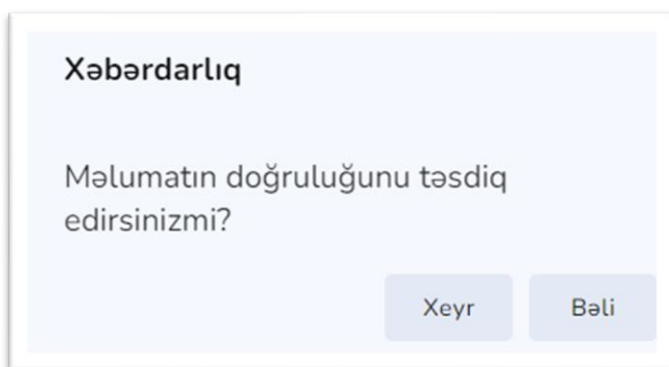 Xəbərdarlıq
Məlumatın doğruluğunu təsdiq
edirsinizmi?
Xeyr Bəli